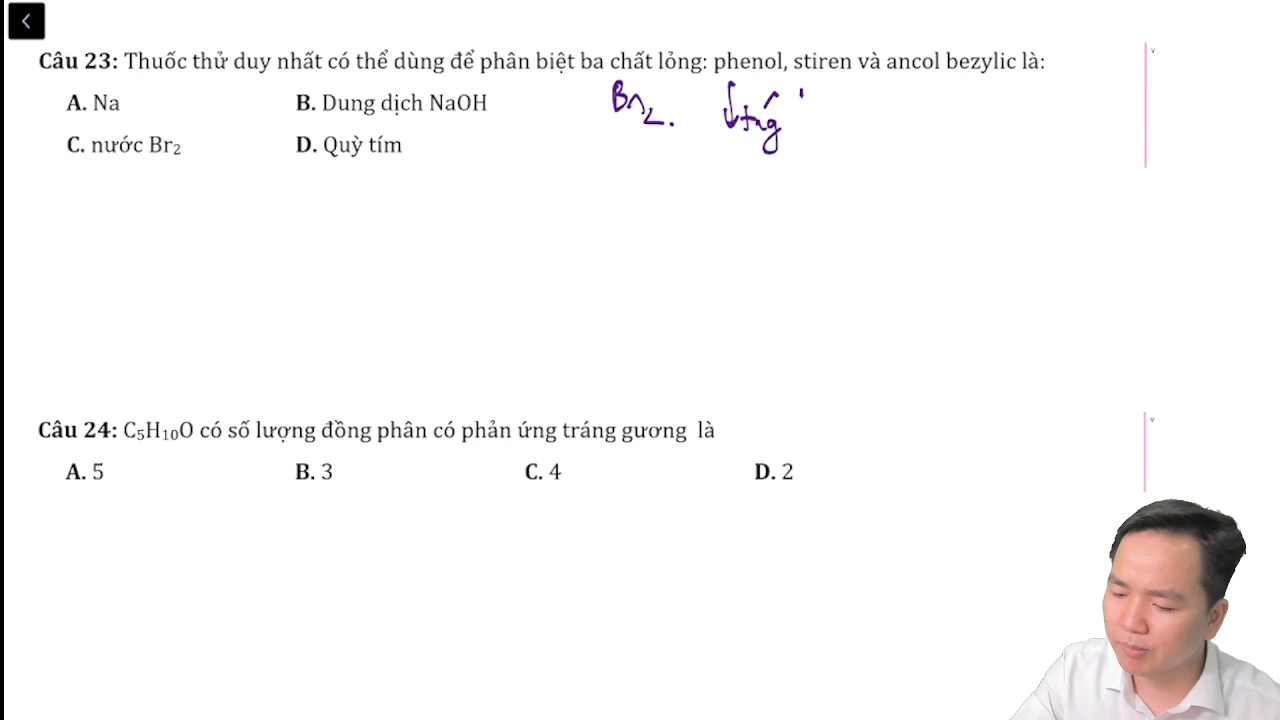 Câu 23: Thuốc thử duy nhất có thể dùng để phân biệt ba chất lỏng: phenol, stiren và ancol bezylic là:
A. Na B. Dung dịch NaOH
Br₂. ↓ trắng
C. nước Br₂ D. Quỳ tím
Câu 24: C₅H₁₀O có số lượng đồng phân có phản ứng tráng gương là
A. 5 B. 3 C. 4 D. 2